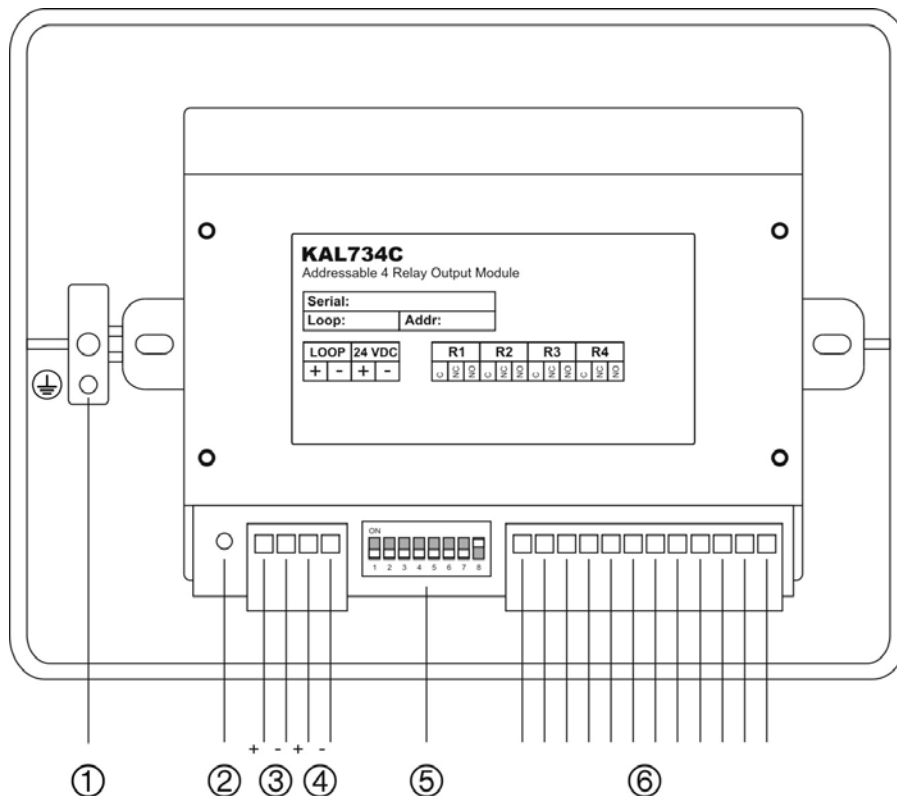 KAL734C
Addressable 4 Relay Output Module
Serial:
Loop: Addr:
LOOP 24 VDC
+ - + -
R1 R2 R3 R4
C NC NO C NC NO C NC NO C NC NO
ON
1 2 3 4 5 6 7 8
+ - + -
① ② ③ ④ ⑤ ⑥